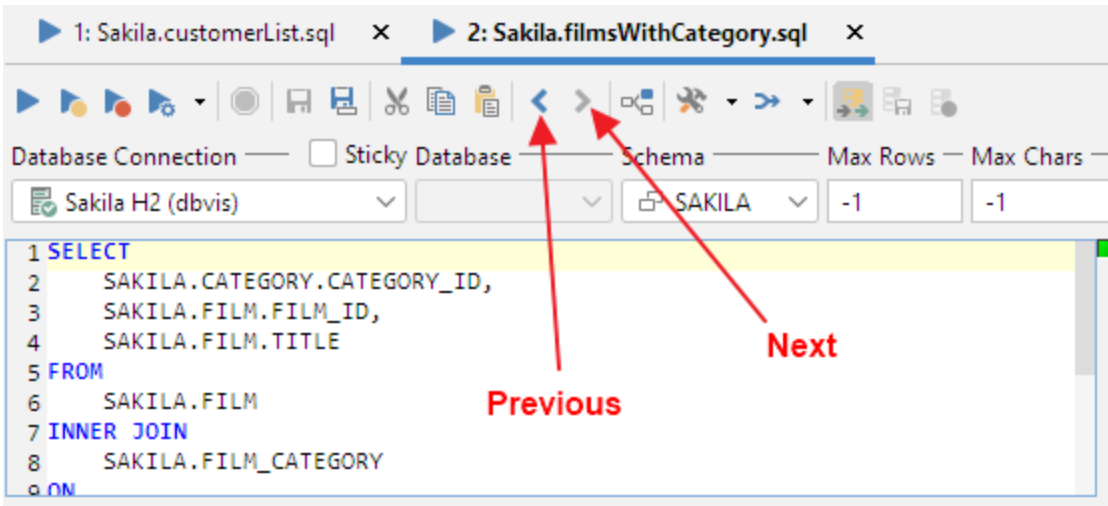 1: Sakila.customerList.sql
2: Sakila.filmsWithCategory.sql
Database Connection Sticky Database Schema Max Rows Max Chars
Sakila H2 (dbvis) SAKILA -1 -1
1 SELECT
2 SAKILA.CATEGORY.CATEGORY_ID,
3 SAKILA.FILM.FILM_ID,
4 SAKILA.FILM.TITLE
5 FROM
6 SAKILA.FILM
7 INNER JOIN
8 SAKILA.FILM_CATEGORY
9 ON
Next
Previous